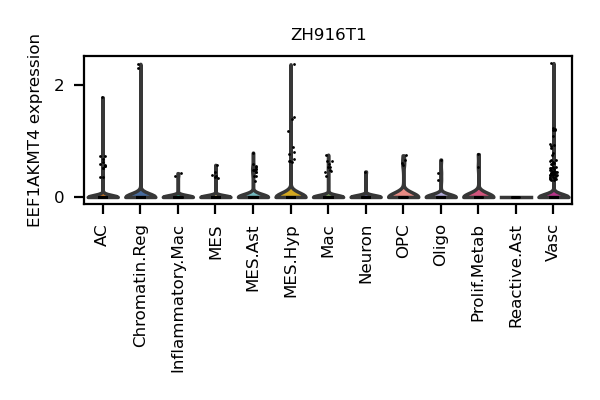 ZH916T1
EEF1AKMT4 expression
2
0
AC
Chromatin.Reg
Inflammatory.Mac
MES
MES.Ast
MES.Hyp
Mac
Neuron
OPC
Oligo
Prolif.Metab
Reactive.Ast
Vasc